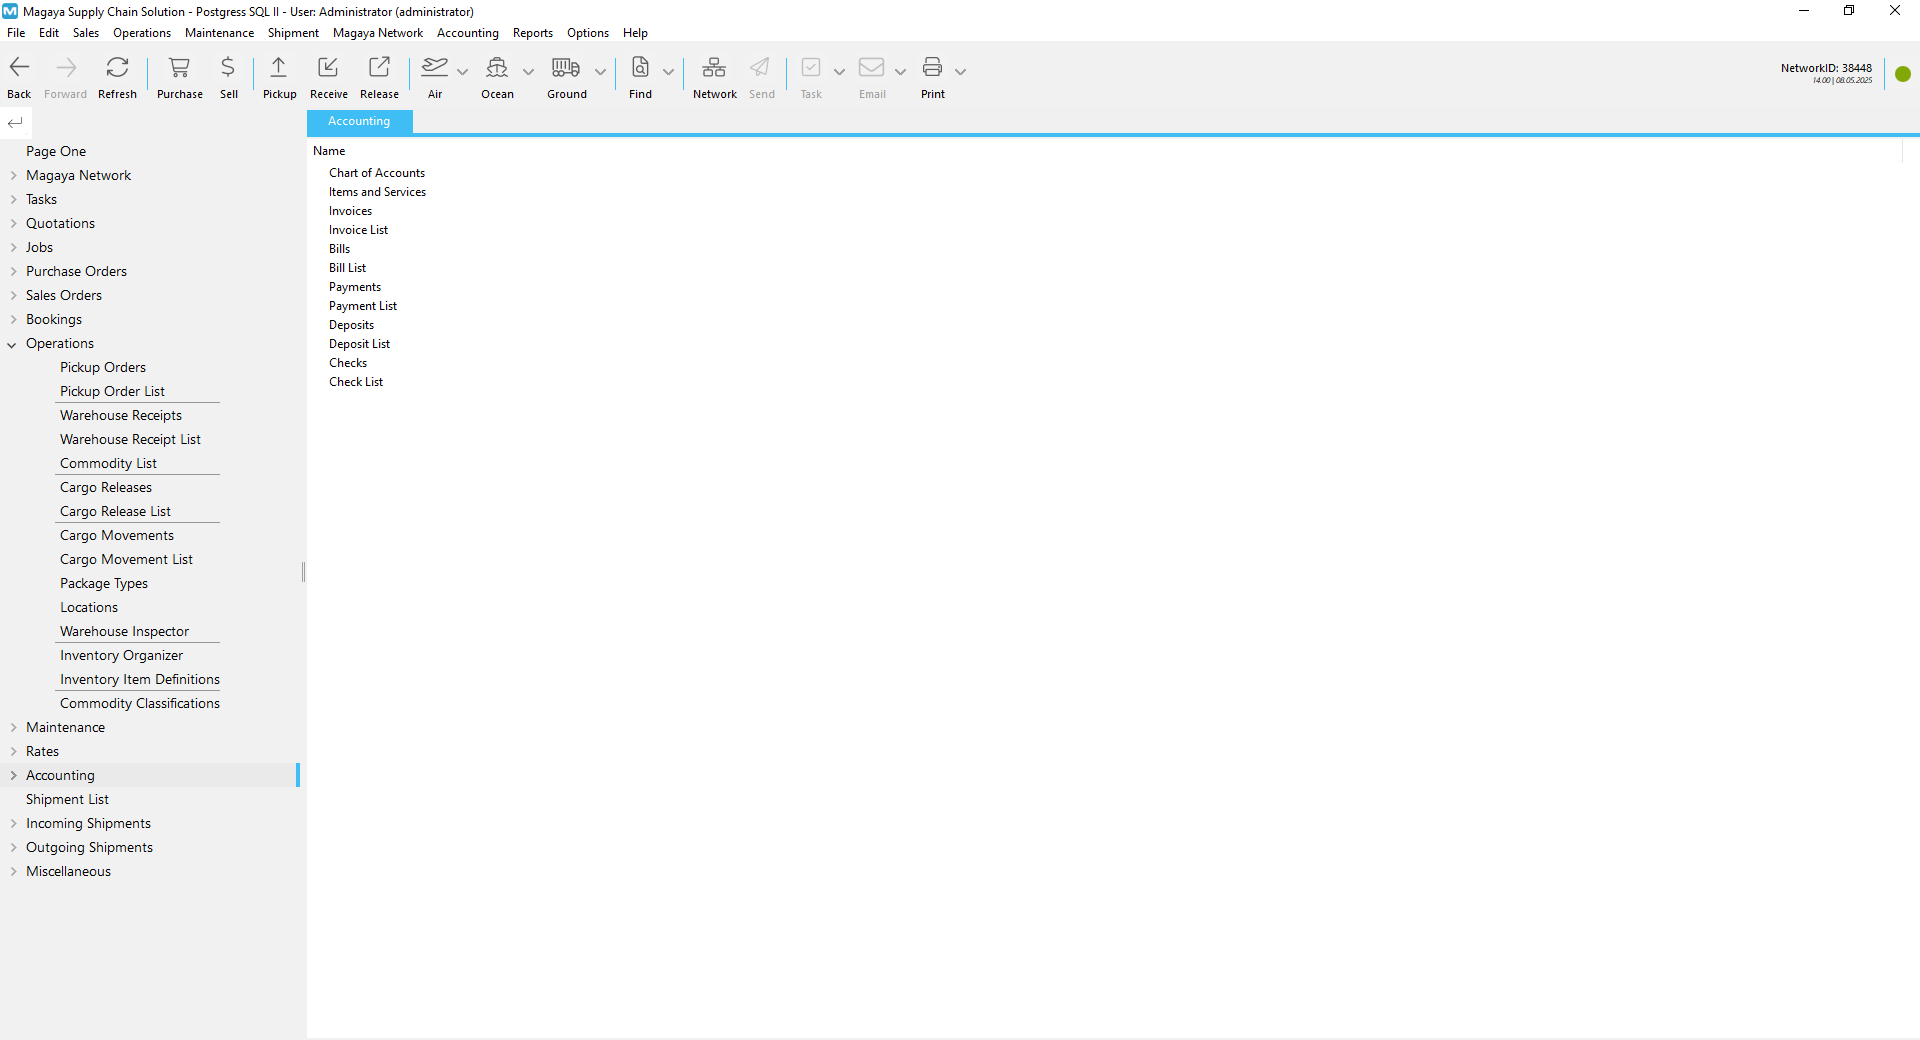 Magaya Supply Chain Solution - Postgress SQL II - User: Administrator (administrator)
File Edit Sales Operations Maintenance Shipment Magaya Network Accounting Reports Options Help
Back Forward Refresh Purchase Sell Pickup Receive Release Air Ocean Ground Find Network Send Task Email Print
NetworkID: 38448
14.00 | 08.05.2025
Page One
Magaya Network
Tasks
Quotations
Jobs
Purchase Orders
Sales Orders
Bookings
Operations
Pickup Orders
Pickup Order List
Warehouse Receipts
Warehouse Receipt List
Commodity List
Cargo Releases
Cargo Release List
Cargo Movements
Cargo Movement List
Package Types
Locations
Warehouse Inspector
Inventory Organizer
Inventory Item Definitions
Commodity Classifications
Maintenance
Rates
Accounting
Shipment List
Incoming Shipments
Outgoing Shipments
Miscellaneous
Accounting
Name
Chart of Accounts
Items and Services
Invoices
Invoice List
Bills
Bill List
Payments
Payment List
Deposits
Deposit List
Checks
Check List